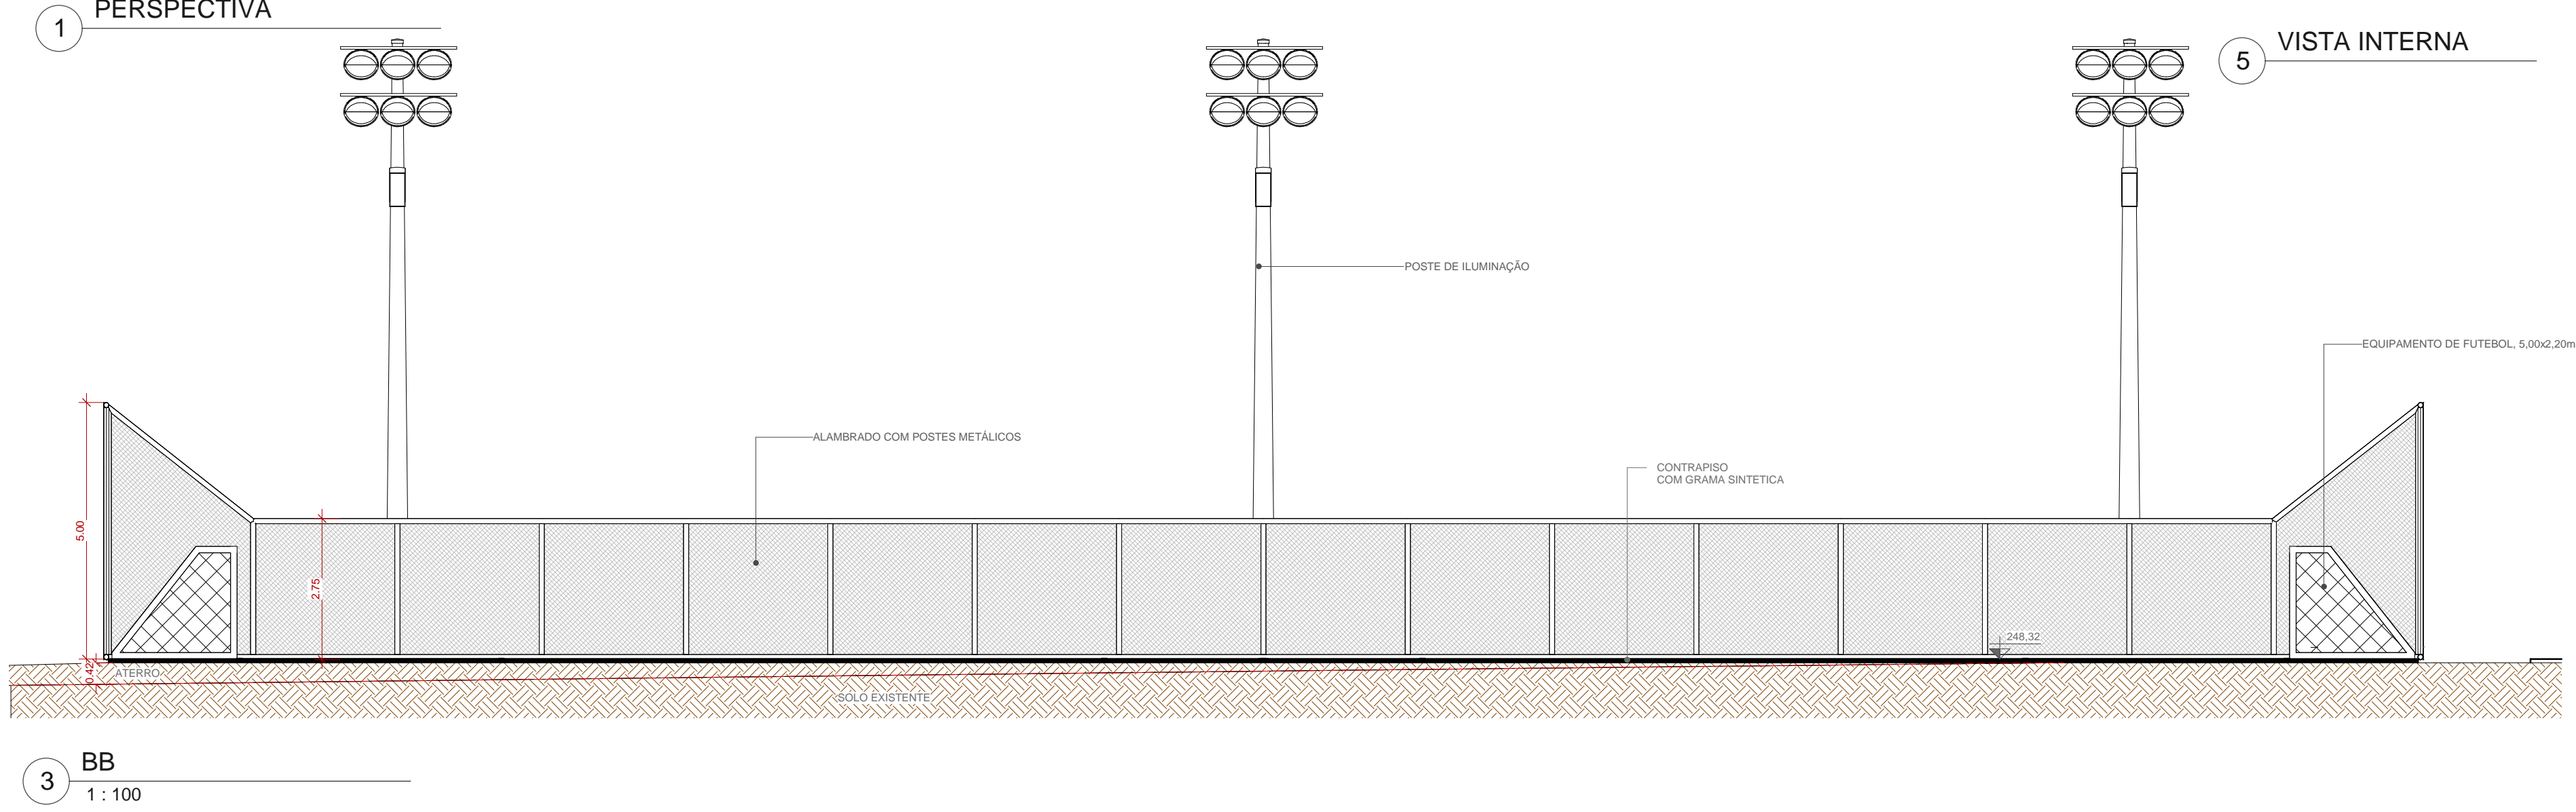 1
PERSPECTIVA
5
VISTA INTERNA
POSTE DE ILUMINAÇÃO
EQUIPAMENTO DE FUTEBOL, 5,00x2,20m
ALAMBRADO COM POSTES METÁLICOS
CONTRAPISO
COM GRAMA SINTETICA
5.00
2.75
248,32
0.42
ATERRO
SOLO EXISTENTE
3
BB
1 : 100